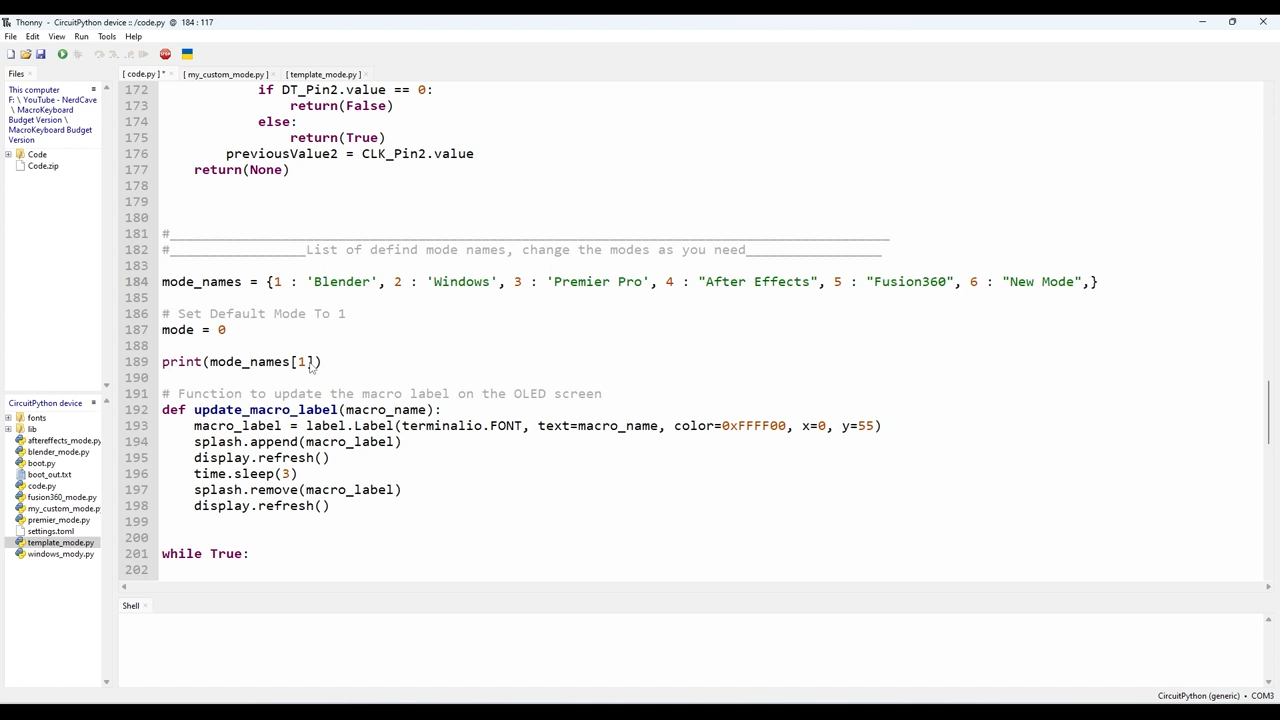 Thonny - CircuitPython device :: /code.py @ 184 : 117
File Edit View Run Tools Help
Files
[ code.py ] *
[ my_custom_mode.py ]
[ template_mode.py ]
This computer
F: \ YouTube - NerdCave
\ MacroKeyboard
Budget Version \
MacroKeyboard Budget
Version
Code
Code.zip
CircuitPython device
fonts
lib
aftereffects_mode.py
blender_mode.py
boot.py
boot_out.txt
code.py
fusion360_mode.py
my_custom_mode.p
premier_mode.py
settings.toml
template_mode.py
windows_mody.py
172 if DT_Pin2.value == 0:
173 return(False)
174 else:
175 return(True)
176 previousValue2 = CLK_Pin2.value
177 return(None)
178
179
180
181 #__________________________________________________________________________________________
182 #_________________List of defind mode names, change the modes as you need_________________
183
184 mode_names = {1 : 'Blender', 2 : 'Windows', 3 : 'Premier Pro', 4 : "After Effects", 5 : "Fusion360", 6 : "New Mode",}
185
186 # Set Default Mode To 1
187 mode = 0
188
189 print(mode_names[1])
190
191 # Function to update the macro label on the OLED screen
192 def update_macro_label(macro_name):
193 macro_label = label.Label(terminalio.FONT, text=macro_name, color=0xFFFF00, x=0, y=55)
194 splash.append(macro_label)
195 display.refresh()
196 time.sleep(3)
197 splash.remove(macro_label)
198 display.refresh()
199
200
201 while True:
202
Shell
CircuitPython (generic) • COM3